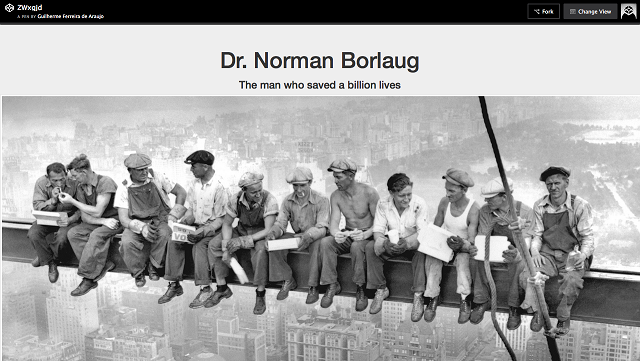 ZWxqjd
A PEN BY Guilherme Ferreira de Araujo
Fork
Change View
Dr. Norman Borlaug
The man who saved a billion lives